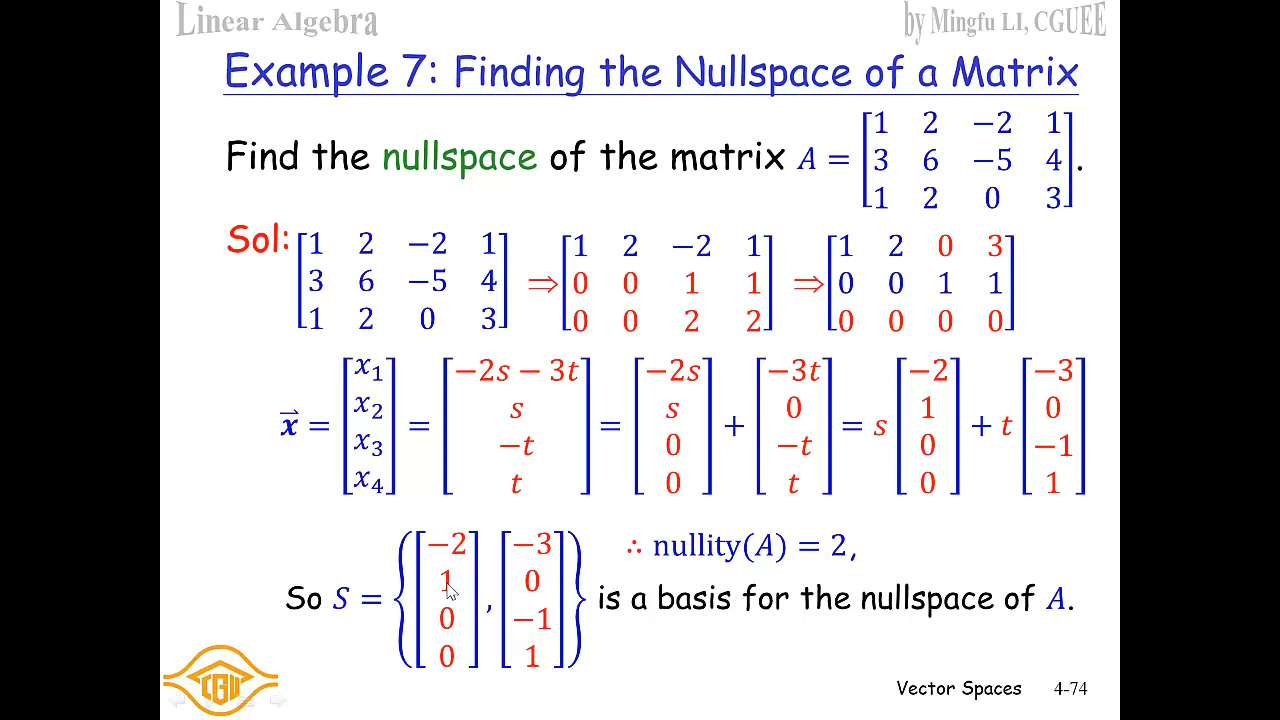 Linear Algebra
by Mingfu LI, CGUEE
Example 7: Finding the Nullspace of a Matrix
Find the nullspace of the matrix A = [1 2 −2 1; 3 6 −5 4; 1 2 0 3].
Sol: [1 2 −2 1; 3 6 −5 4; 1 2 0 3] ⇒ [1 2 −2 1; 0 0 1 1; 0 0 2 2] ⇒ [1 2 0 3; 0 0 1 1; 0 0 0 0]
x⃗ = [x₁; x₂; x₃; x₄] = [−2s − 3t; s; −t; t] = [−2s; s; 0; 0] + [−3t; 0; −t; t] = s [−2; 1; 0; 0] + t [−3; 0; −1; 1]
∴ nullity(A) = 2,
So S = {[−2; 1; 0; 0], [−3; 0; −1; 1]} is a basis for the nullspace of A.
CGU
Vector Spaces 4-74